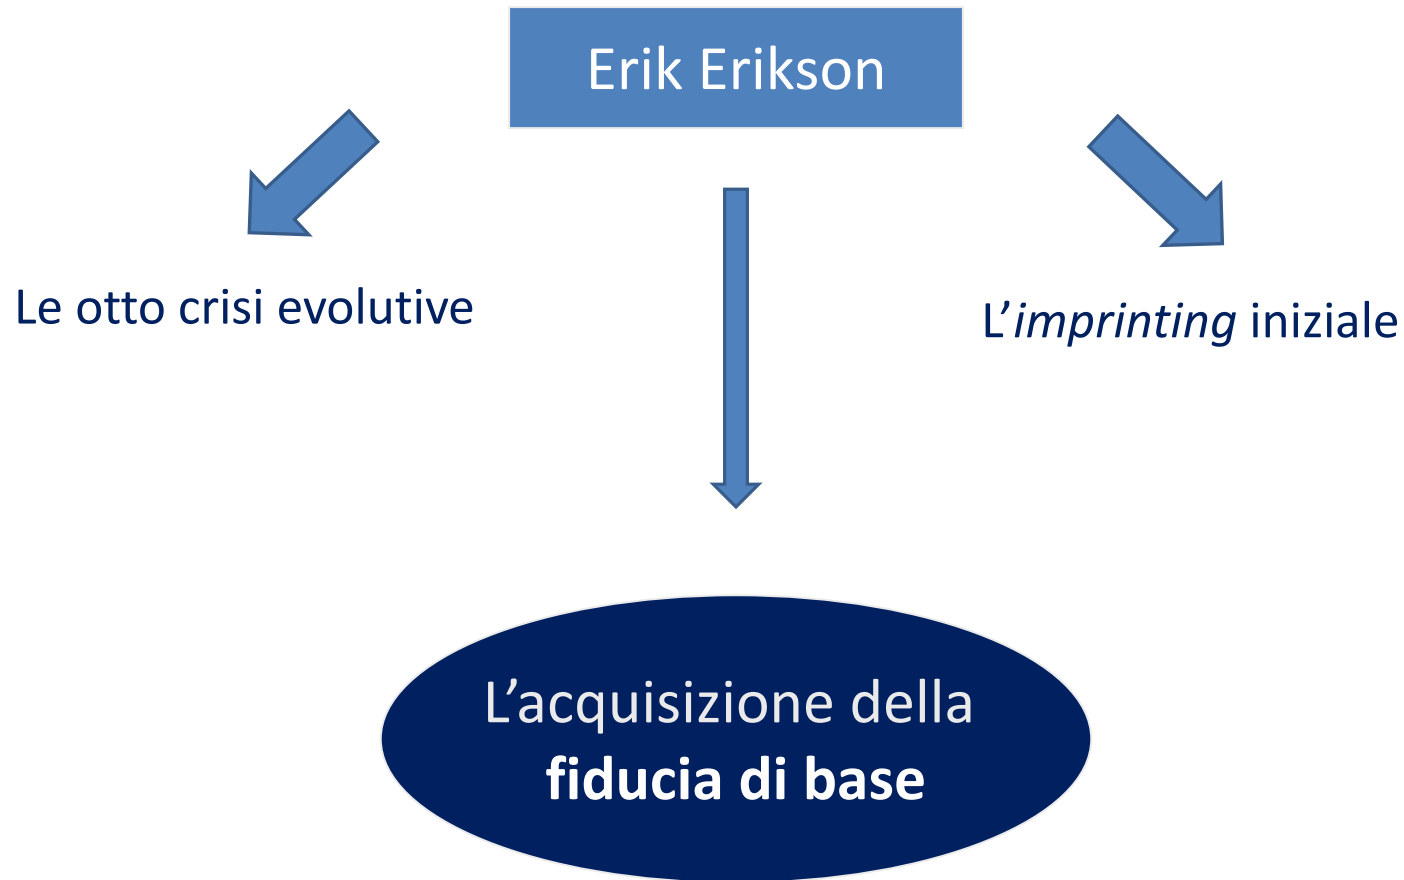 Erik Erikson
Le otto crisi evolutive
L’imprinting iniziale
L’acquisizione della
fiducia di base